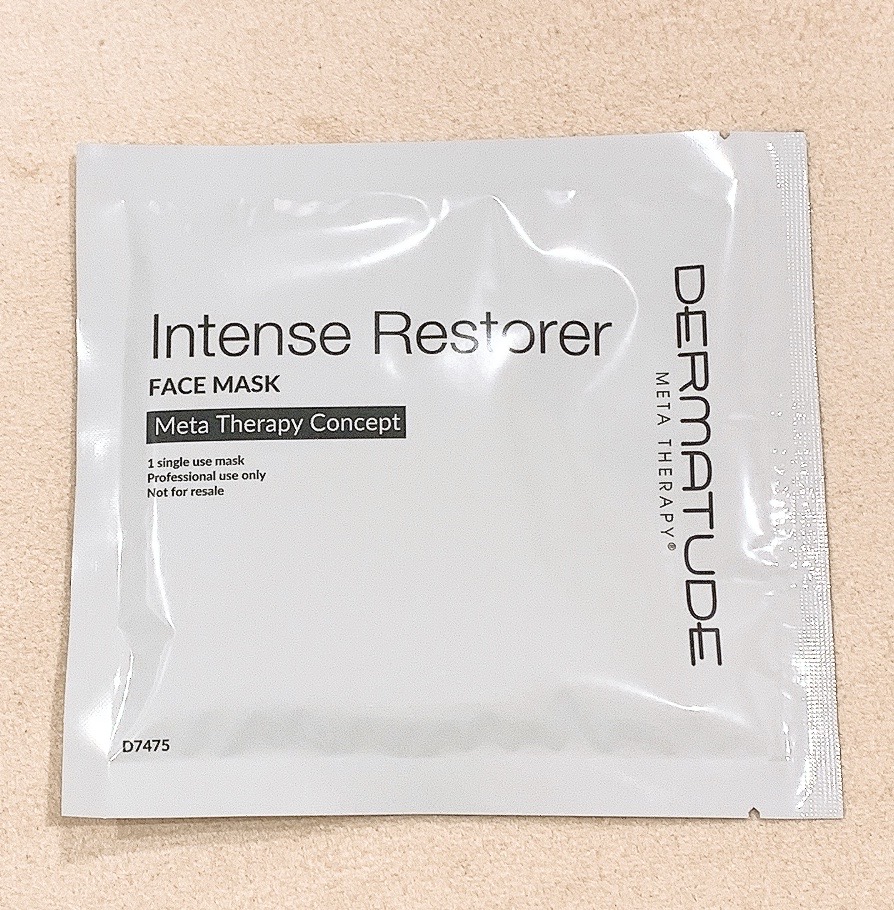 Intense Restorer
FACE MASK
Meta Therapy Concept
1 single use mask
Professional use only
Not for resale
D7475
DERMATUDE
META THERAPY®